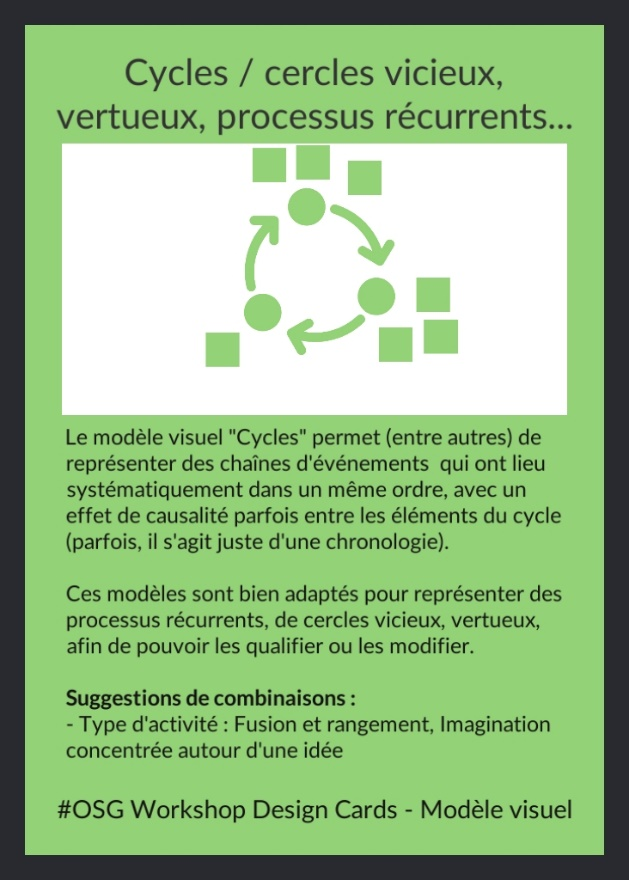 Cycles / cercles vicieux,
vertueux, processus récurrents...
Le modèle visuel "Cycles" permet (entre autres) de
représenter des chaînes d'événements  qui ont lieu
systématiquement dans un même ordre, avec un
effet de causalité parfois entre les éléments du cycle
(parfois, il s'agit juste d'une chronologie).
Ces modèles sont bien adaptés pour représenter des
processus récurrents, de cercles vicieux, vertueux,
afin de pouvoir les qualifier ou les modifier.
Suggestions de combinaisons :
- Type d'activité : Fusion et rangement, Imagination
concentrée autour d'une idée
#OSG Workshop Design Cards - Modèle visuel